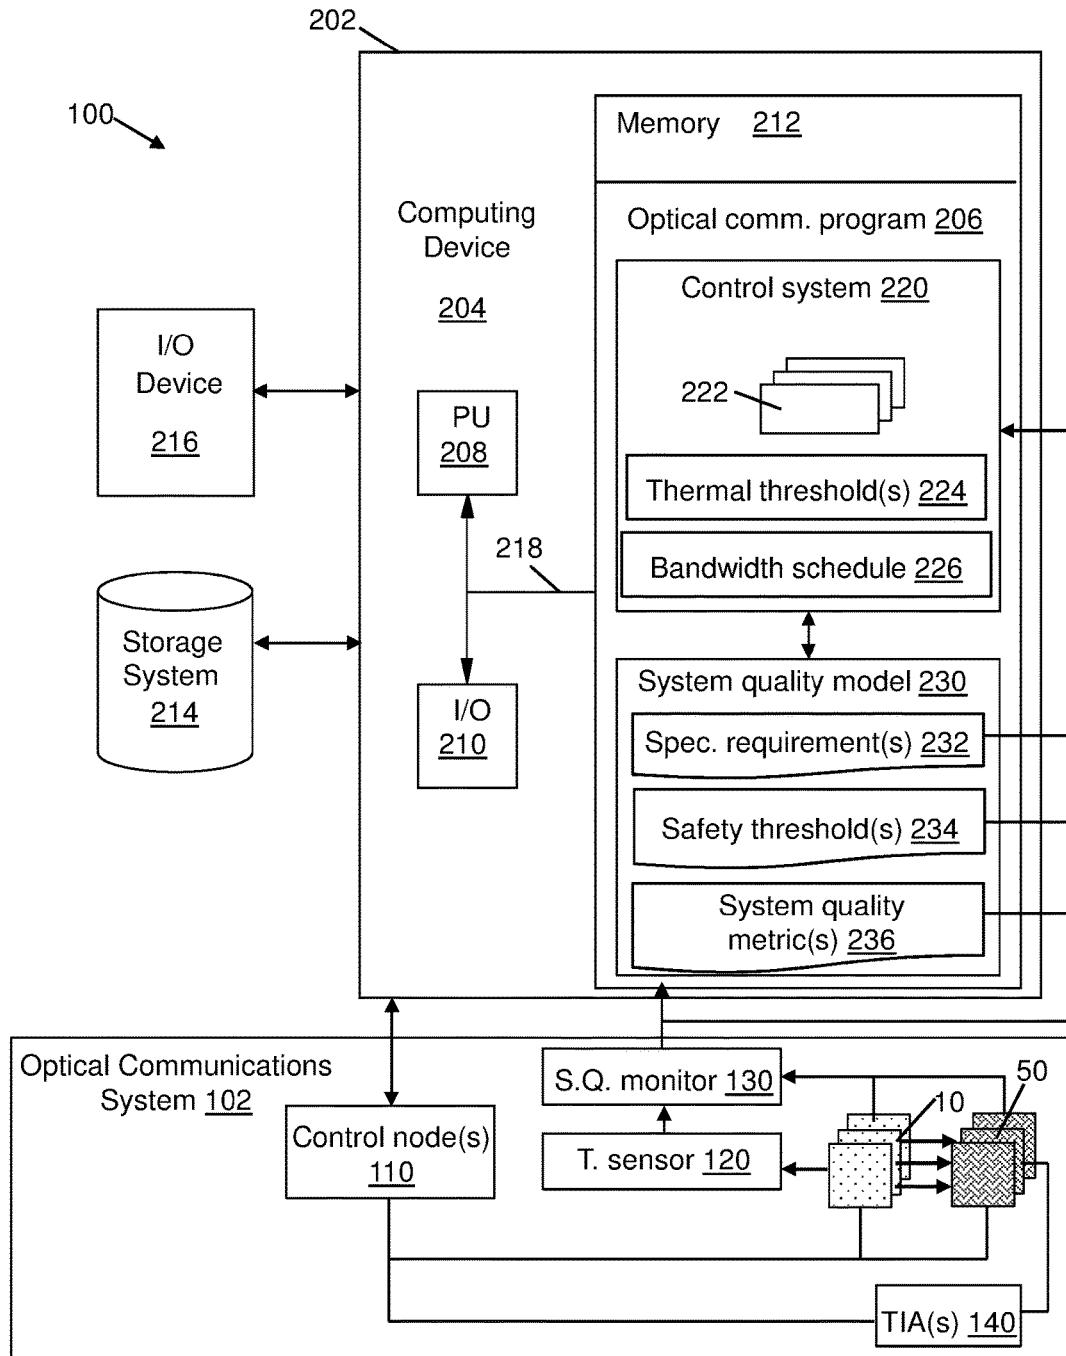 202
100
Memory 212
Computing
Device
204
Optical comm. program 206
Control system 220
222
I/O
Device
216
PU
208
Thermal threshold(s) 224
218
Bandwidth schedule 226
Storage
System
214
I/O
210
System quality model 230
Spec. requirement(s) 232
Safety threshold(s) 234
System quality
metric(s) 236
Optical Communications
System 102
S.Q. monitor 130
50
10
Control node(s)
110
T. sensor 120
TIA(s) 140